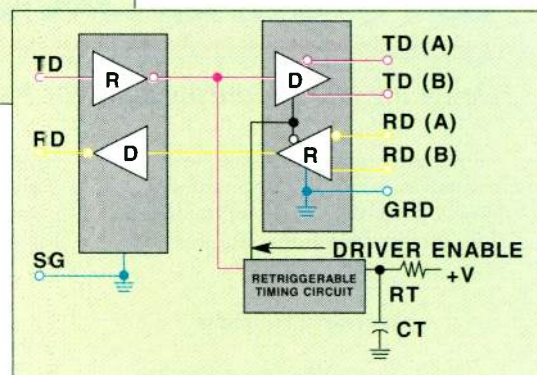 TD
R
D
TD (A)
TD (B)
RD
D
R
RD (A)
RD (B)
GRD
SG
DRIVER ENABLE
RETRIGGERABLE
TIMING CIRCUIT
RT
+V
CT